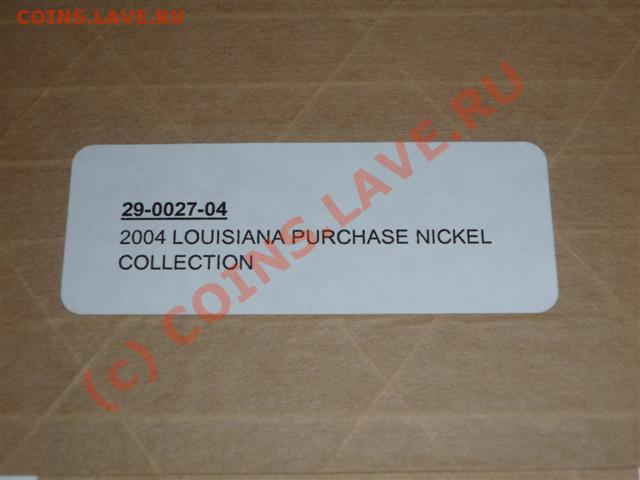 COINS.LAVE.RU
29-0027-04
2004 LOUISIANA PURCHASE NICKEL
COLLECTION
(c) COINS.LAVE.RU